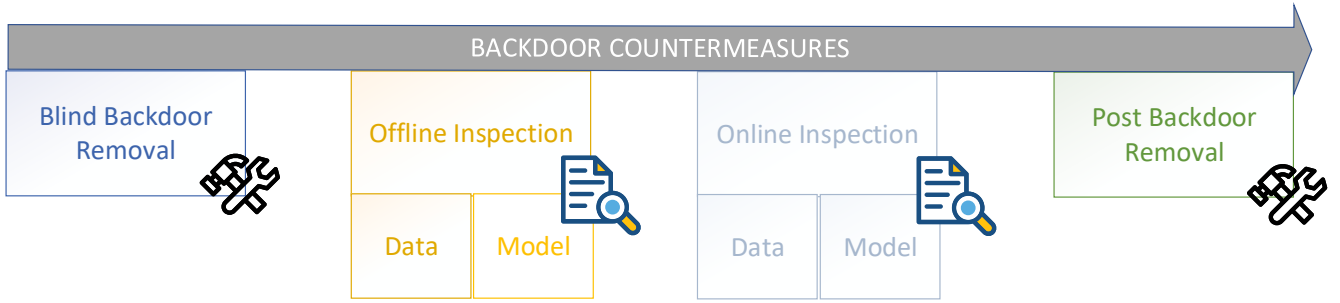 BACKDOOR COUNTERMEASURES
Blind Backdoor
Removal
Offline Inspection
Data
Model
Online Inspection
Data
Model
Post Backdoor
Removal